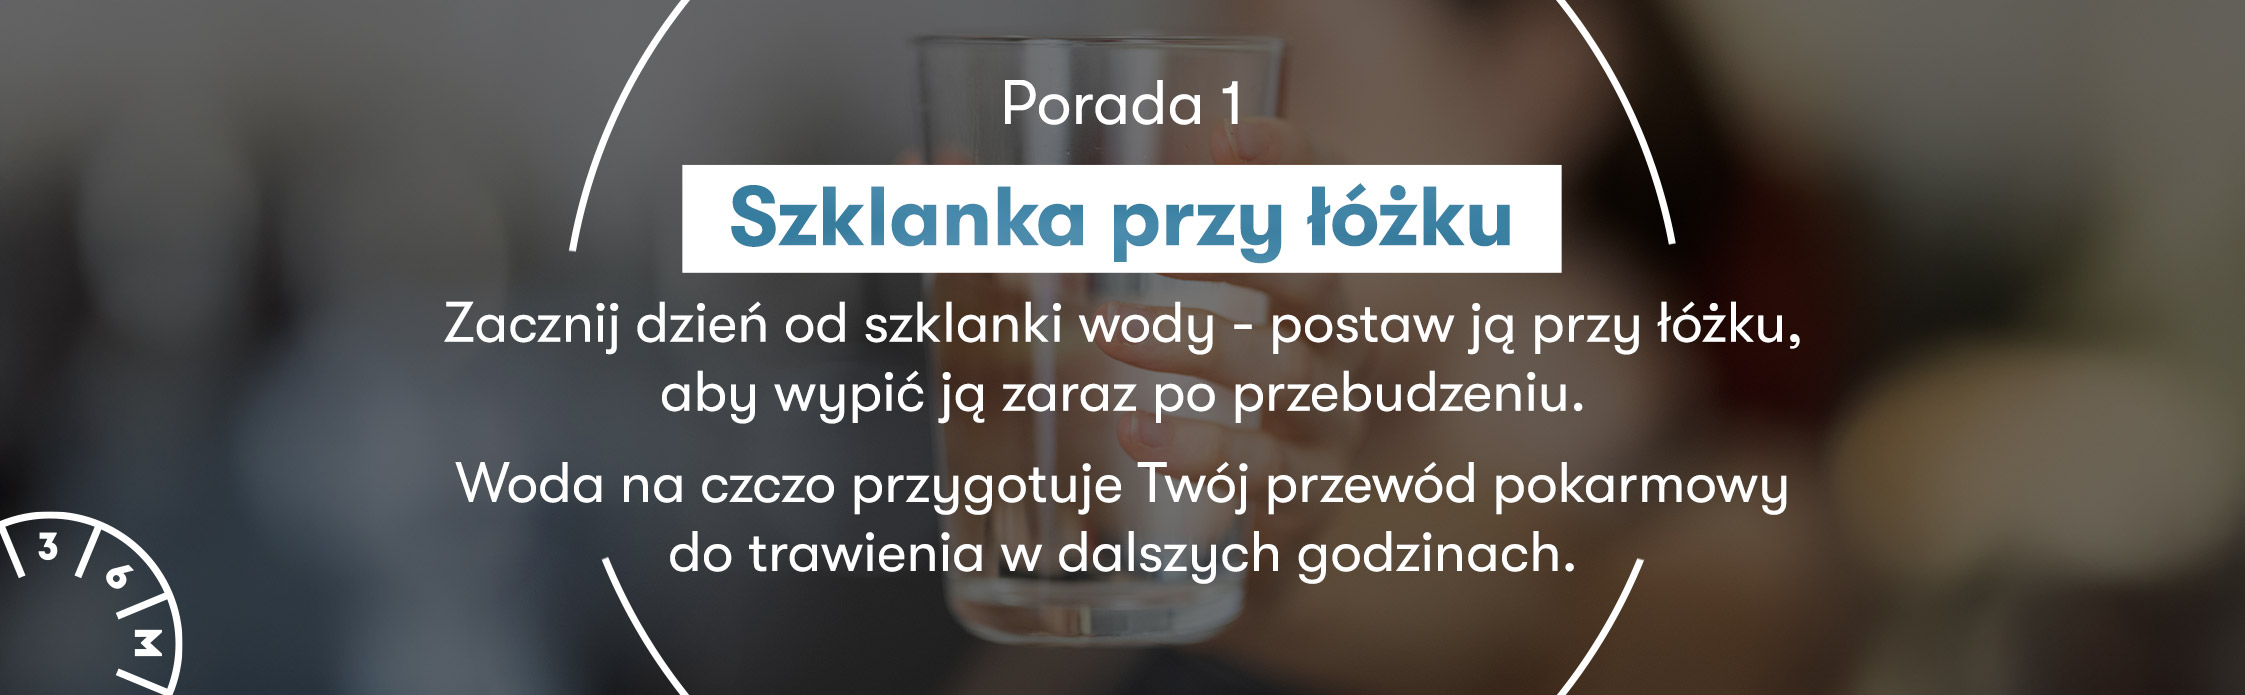 Porada 1
Szklanka przy łóżku
Zacznij dzień od szklanki wody - postaw ją przy łóżku,
aby wypić ją zaraz po przebudzeniu.
Woda na czczo przygotuje Twój przewód pokarmowy
do trawienia w dalszych godzinach.
3
6
M